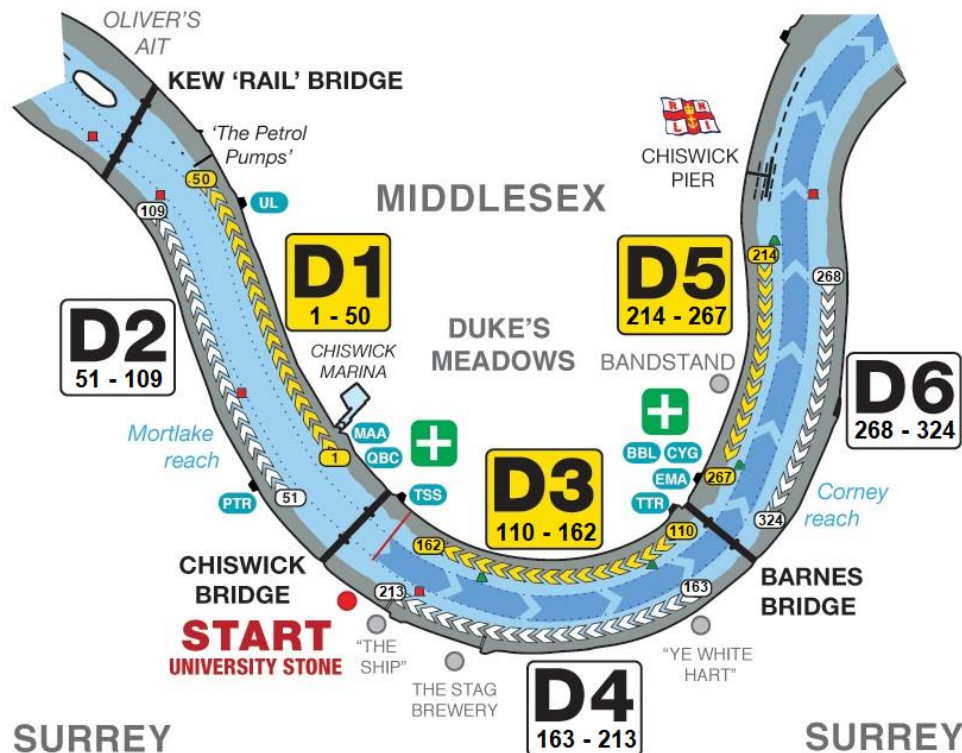 OLIVER'S
AIT
KEW ‘RAIL’ BRIDGE
‘The Petrol
Pumps’
50
UL
109
MIDDLESEX
R N
L I
CHISWICK
PIER
D1
1 - 50
D2
51 - 109
D5
214 - 267
214
268
DUKE'S
MEADOWS
CHISWICK
MARINA
BANDSTAND
D6
268 - 324
Mortlake
reach
MAA
QBC
1
BBL
CYG
EMA
TTR
267
PTR
51
TSS
D3
110 - 162
162
110
324
Corney
reach
CHISWICK
BRIDGE
213
163
BARNES
BRIDGE
START
UNIVERSITY STONE
“THE
SHIP”
THE STAG
BREWERY
D4
163 - 213
“YE WHITE
HART”
SURREY
SURREY